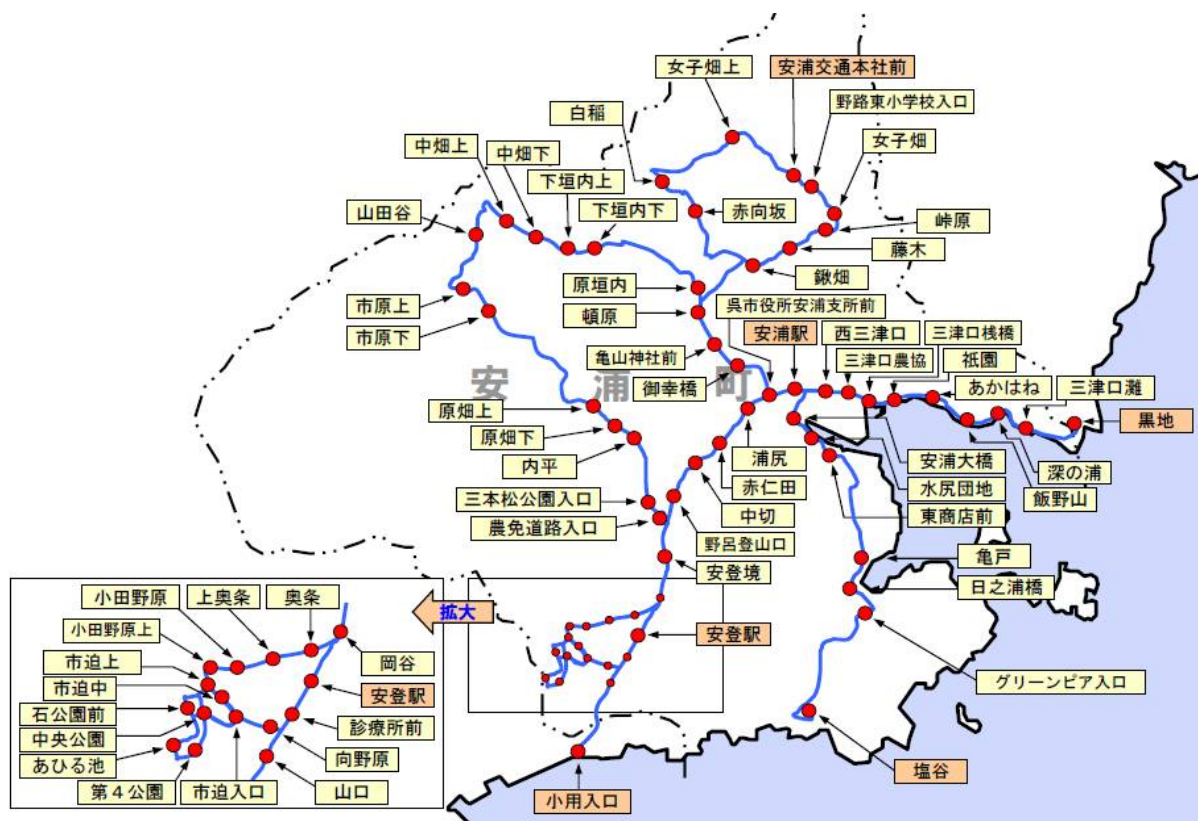 女子畑上
安浦交通本社前
野路東小学校入口
白稲
女子畑
中畑上
中畑下
下垣内上
下垣内下
赤向坂
山田谷
峠原
藤木
鍬畑
原垣内
市原上
頓原
市原下
呉市役所安浦支所前
安浦駅
西三津口
三津口桟橋
三津口農協
祇園
あかはね
三津口灘
亀山神社前
御幸橋
安浦町
黒地
原畑上
原畑下
内平
浦尻
赤仁田
中切
安浦大橋
水尻団地
東商店前
深の浦
飯野山
三本松公園入口
農免道路入口
野呂登山口
安登境
亀戸
日之浦橋
安登駅
グリーンピア入口
塩谷
小用入口
拡大
小田野原
上奥条
奥条
小田野原上
岡谷
市迫上
市迫中
安登駅
石公園前
中央公園
診療所前
あひる池
向野原
第4公園
市迫入口
山口